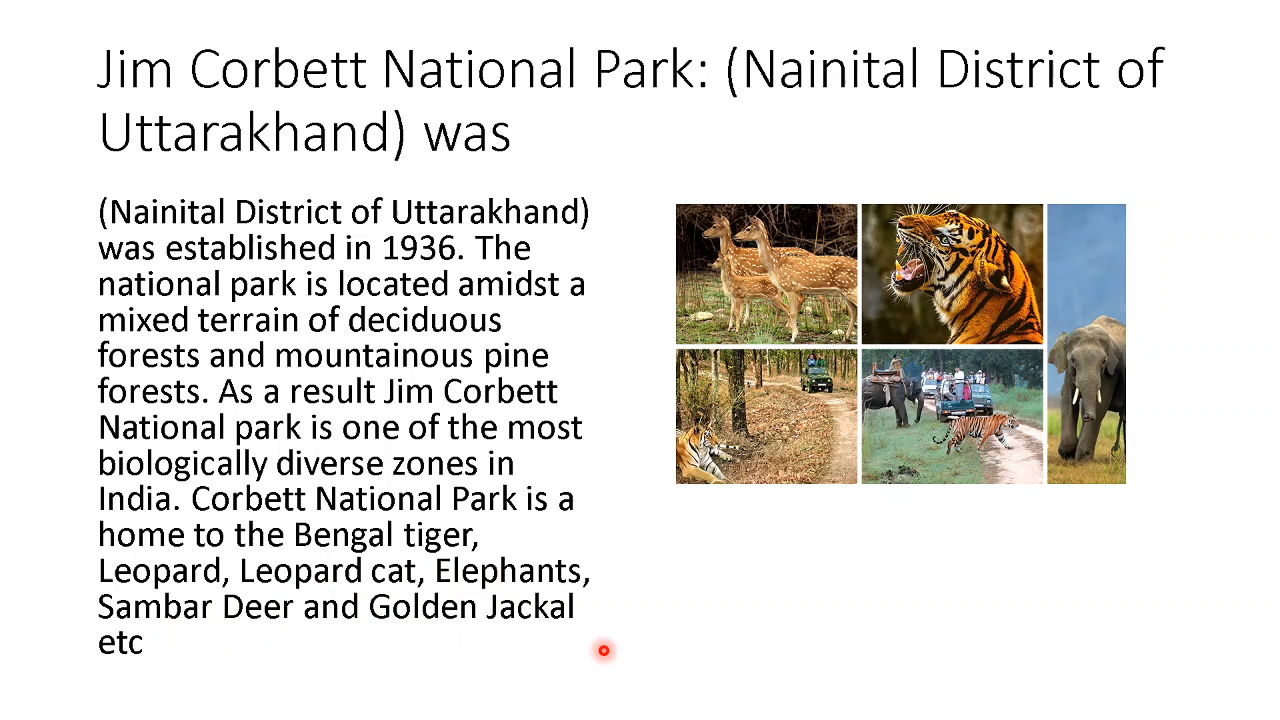 Jim Corbett National Park: (Nainital District of
Uttarakhand) was
(Nainital District of Uttarakhand)
was established in 1936. The
national park is located amidst a
mixed terrain of deciduous
forests and mountainous pine
forests. As a result Jim Corbett
National park is one of the most
biologically diverse zones in
India. Corbett National Park is a
home to the Bengal tiger,
Leopard, Leopard cat, Elephants,
Sambar Deer and Golden Jackal
etc